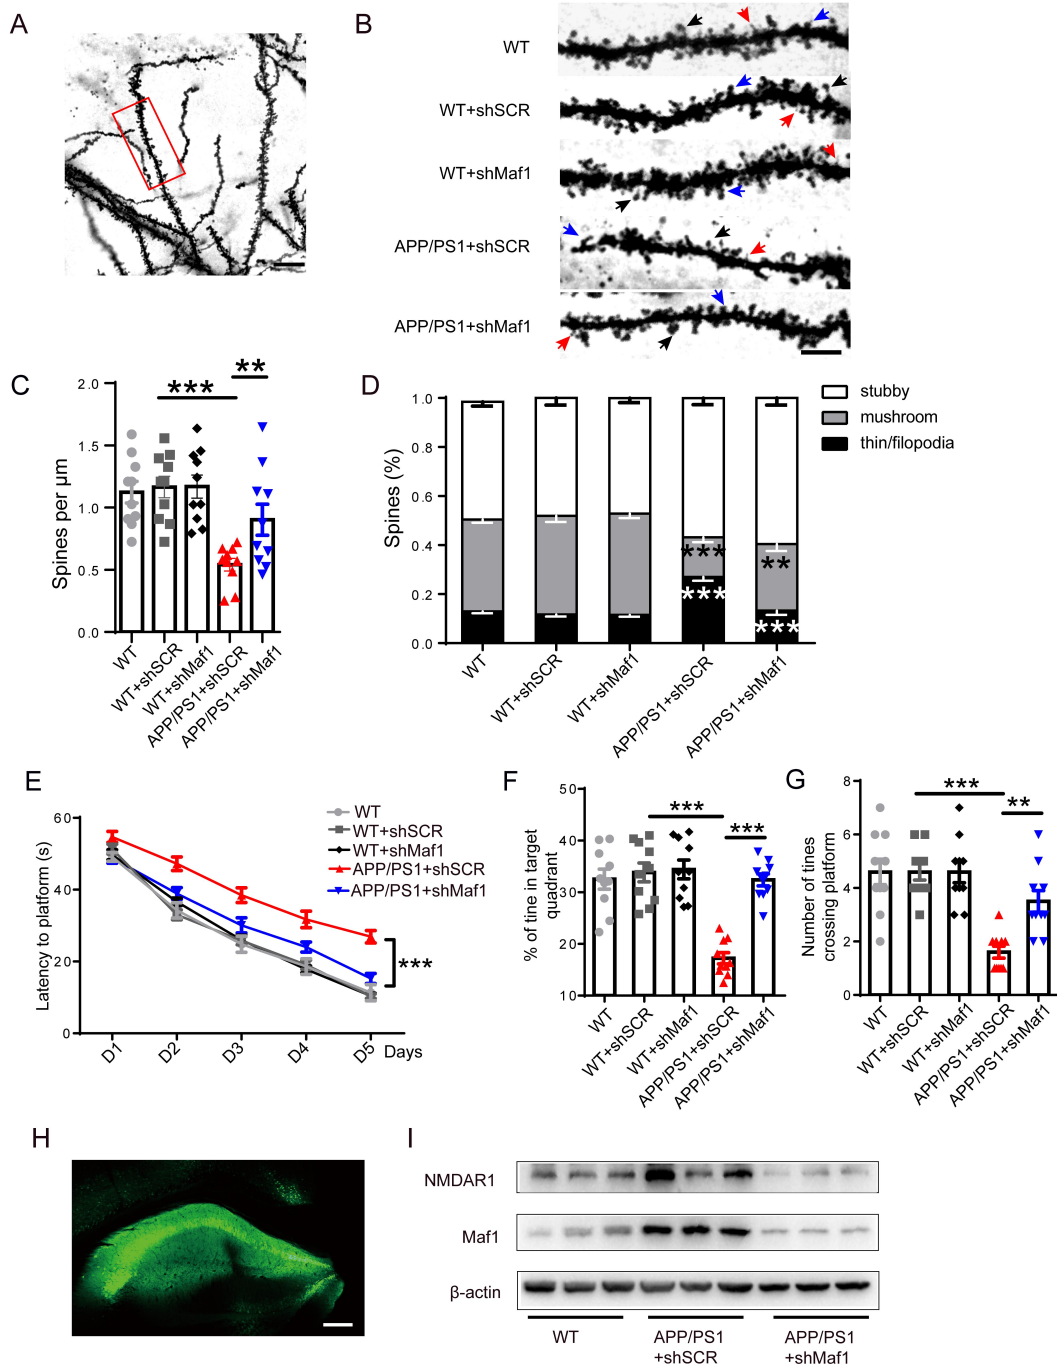 A
B
WT
WT+shSCR
WT+shMaf1
APP/PS1+shSCR
APP/PS1+shMaf1
C
Spines per µm
2.0
1.5
1.0
0.5
0.0
***
**
WT
WT+shSCR
WT+shMaf1
APP/PS1+shSCR
APP/PS1+shMaf1
D
Spines (%)
1.0
0.8
0.6
0.4
0.2
0.0
***
***
**
***
stubby
mushroom
thin/filopodia
WT
WT+shSCR
WT+shMaf1
APP/PS1+shSCR
APP/PS1+shMaf1
E
Latency to platform (s)
60
40
20
0
WT
WT+shSCR
WT+shMaf1
APP/PS1+shSCR
APP/PS1+shMaf1
***
D1
D2
D3
D4
D5
Days
F
% of tine in target
quadrant
50
40
30
20
10
***
***
WT
WT+shSCR
WT+shMaf1
APP/PS1+shSCR
APP/PS1+shMaf1
G
Number of tines
crossing platform
8
6
4
2
0
***
**
WT
WT+shSCR
WT+shMaf1
APP/PS1+shSCR
APP/PS1+shMaf1
H
I
NMDAR1
Maf1
β-actin
WT
APP/PS1
+shSCR
APP/PS1
+shMaf1